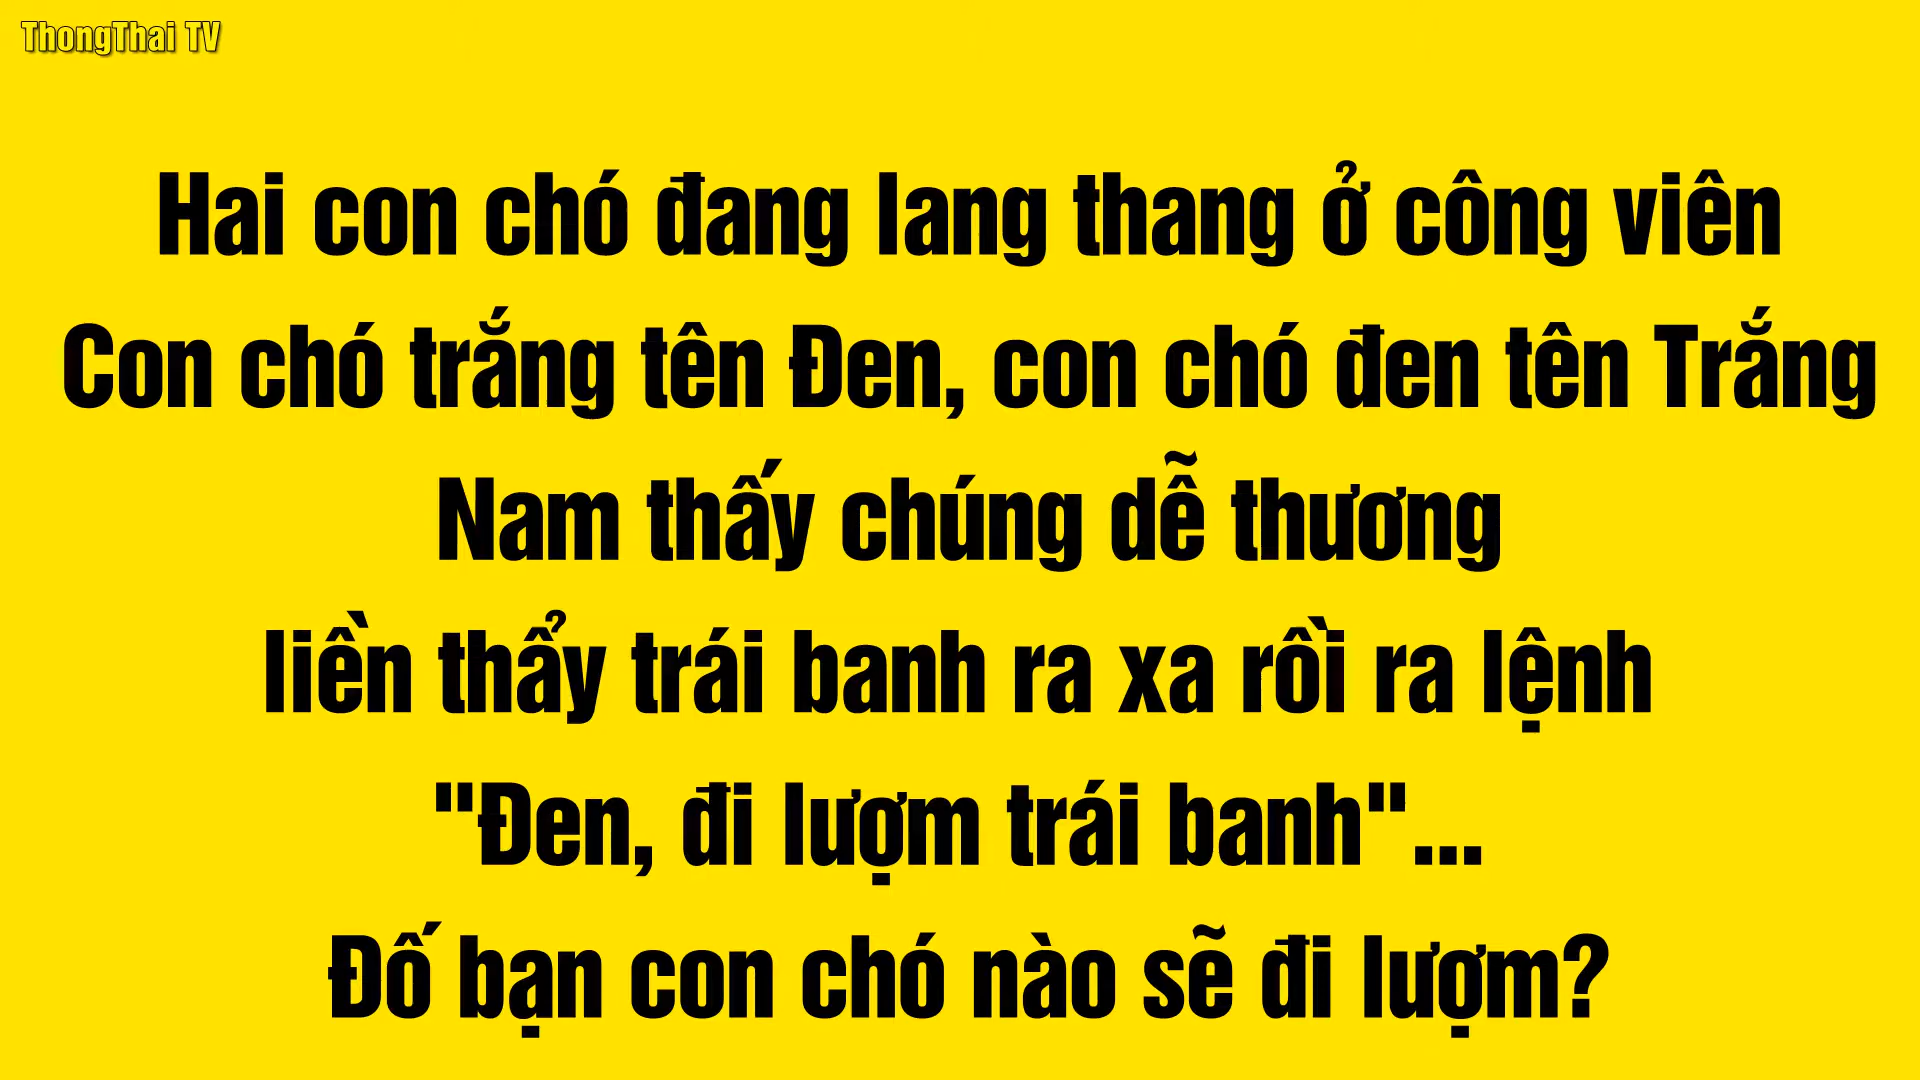 ThongThai TV
Hai con chó đang lang thang ở công viên
Con chó trắng tên Đen, con chó đen tên Trắng
Nam thấy chúng dễ thương
liền thẩy trái banh ra xa rồi ra lệnh
"Đen, đi lượm trái banh"...
Đố bạn con chó nào sẽ đi lượm?